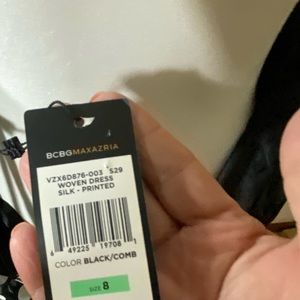 BCBGMAXAZRIA
VZX6D876-003 S29
WOVEN DRESS
SILK - PRINTED
6 49225 19708 1
COLOR BLACK/COMB
SIZE 8